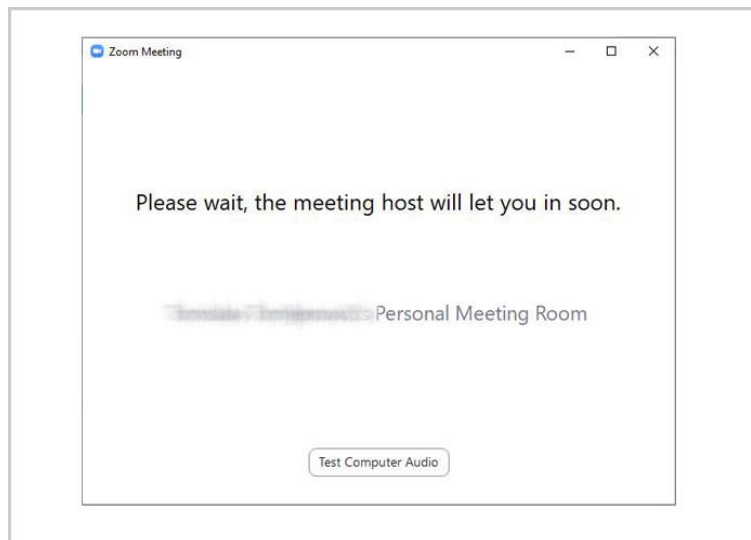 Zoom Meeting
Please wait, the meeting host will let you in soon.
Personal Meeting Room
Test Computer Audio